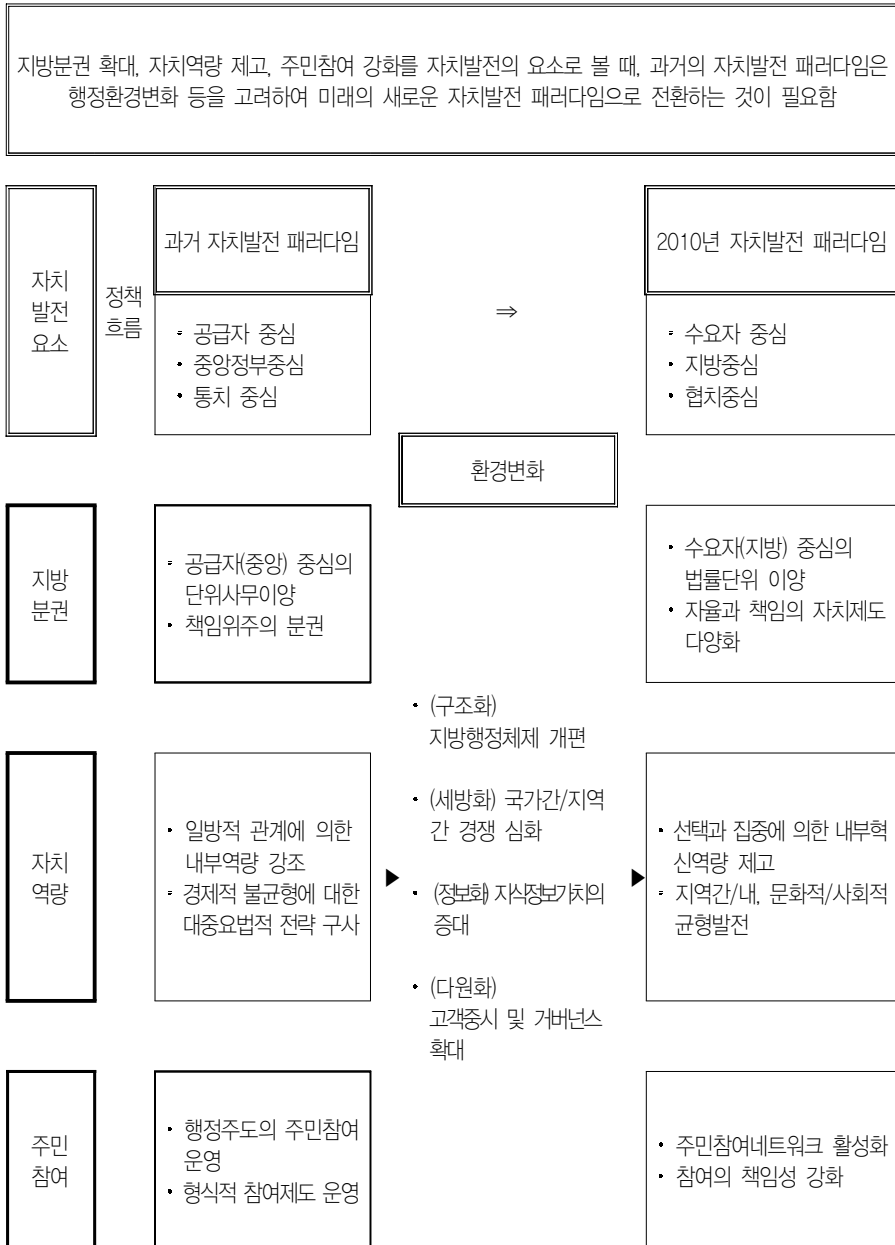 지방분권 확대, 자치역량 제고, 주민참여 강화를 자치발전의 요소로 볼 때, 과거의 자치발전 패러다임은
행정환경변화 등을 고려하여 미래의 새로운 자치발전 패러다임으로 전환하는 것이 필요함
자치
발전
요소
정책
흐름
과거 자치발전 패러다임
• 공급자 중심
• 중앙정부중심
• 통치 중심
⇒
2010년 자치발전 패러다임
• 수요자 중심
• 지방중심
• 협치중심
환경변화
지방
분권
• 공급자(중앙) 중심의
단위사무이양
• 책임위주의 분권
• 수요자(지방) 중심의
법률단위 이양
• 자율과 책임의 자치제도
다양화
자치
역량
• 일방적 관계에 의한
내부역량 강조
• 경제적 불균형에 대한
대중요법적 전략 구사
▶
• (구조화)
지방행정체제 개편
• (세방화) 국가간/지역
간 경쟁 심화
• (정보화) 지식정보가치의
증대
• (다원화)
고객중시 및 거버넌스
확대
▶
• 선택과 집중에 의한 내부혁
신역량 제고
• 지역간/내, 문화적/사회적
균형발전
주민
참여
• 행정주도의 주민참여
운영
• 형식적 참여제도 운영
• 주민참여네트워크 활성화
• 참여의 책임성 강화